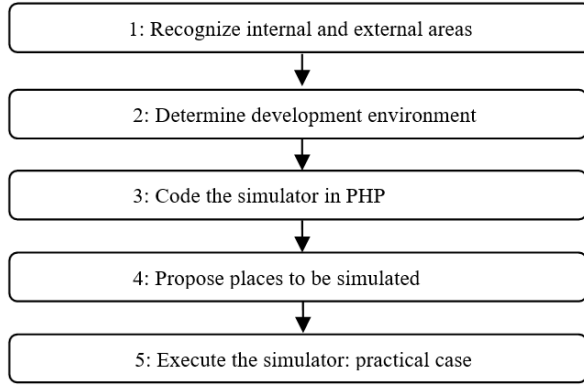 1: Recognize internal and external areas
2: Determine development environment
3: Code the simulator in PHP
4: Propose places to be simulated
5: Execute the simulator: practical case